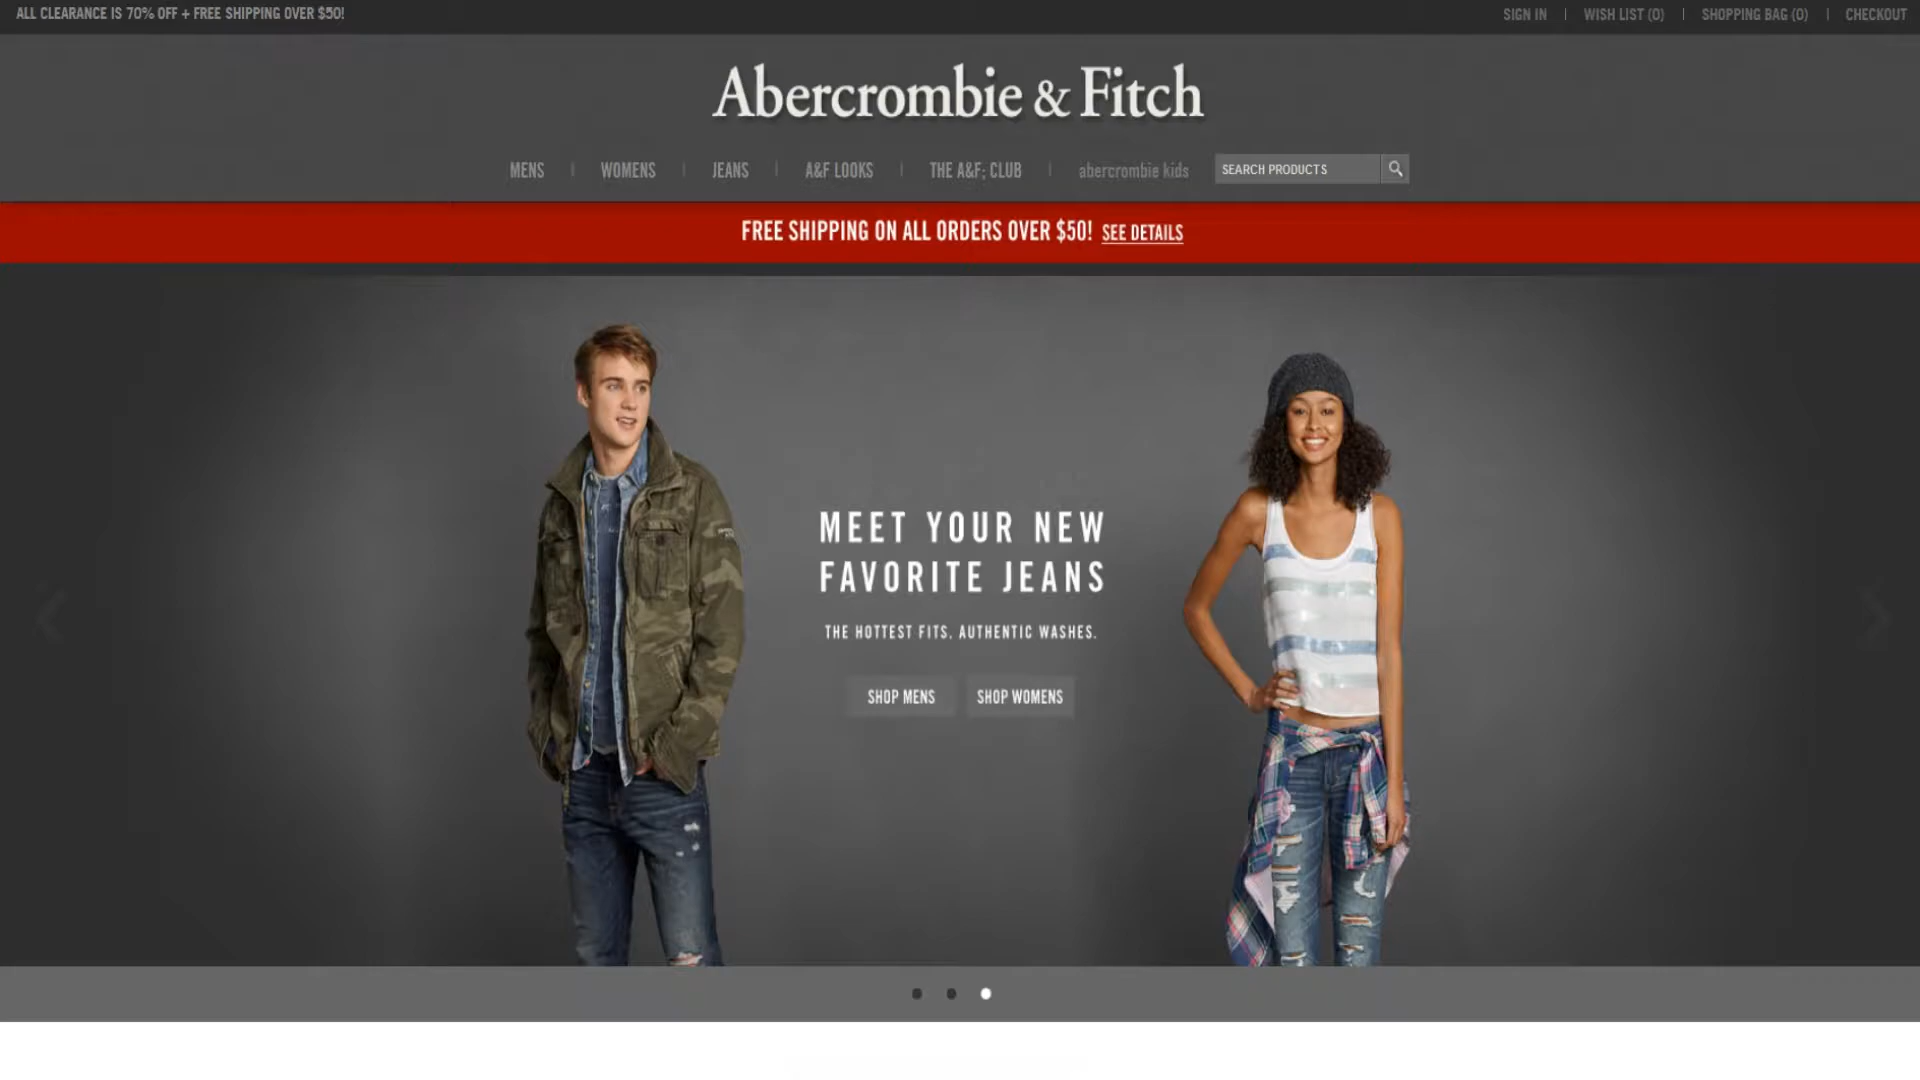 ALL CLEARANCE IS 70% OFF + FREE SHIPPING OVER $50!
SIGN IN | WISH LIST (0) | SHOPPING BAG (0) | CHECKOUT
Abercrombie & Fitch
MENS | WOMENS | JEANS | A&F LOOKS | THE A&F; CLUB | abercrombie kids
SEARCH PRODUCTS
FREE SHIPPING ON ALL ORDERS OVER $50! SEE DETAILS
MEET YOUR NEW
FAVORITE JEANS
THE HOTTEST FITS. AUTHENTIC WASHES.
SHOP MENS
SHOP WOMENS